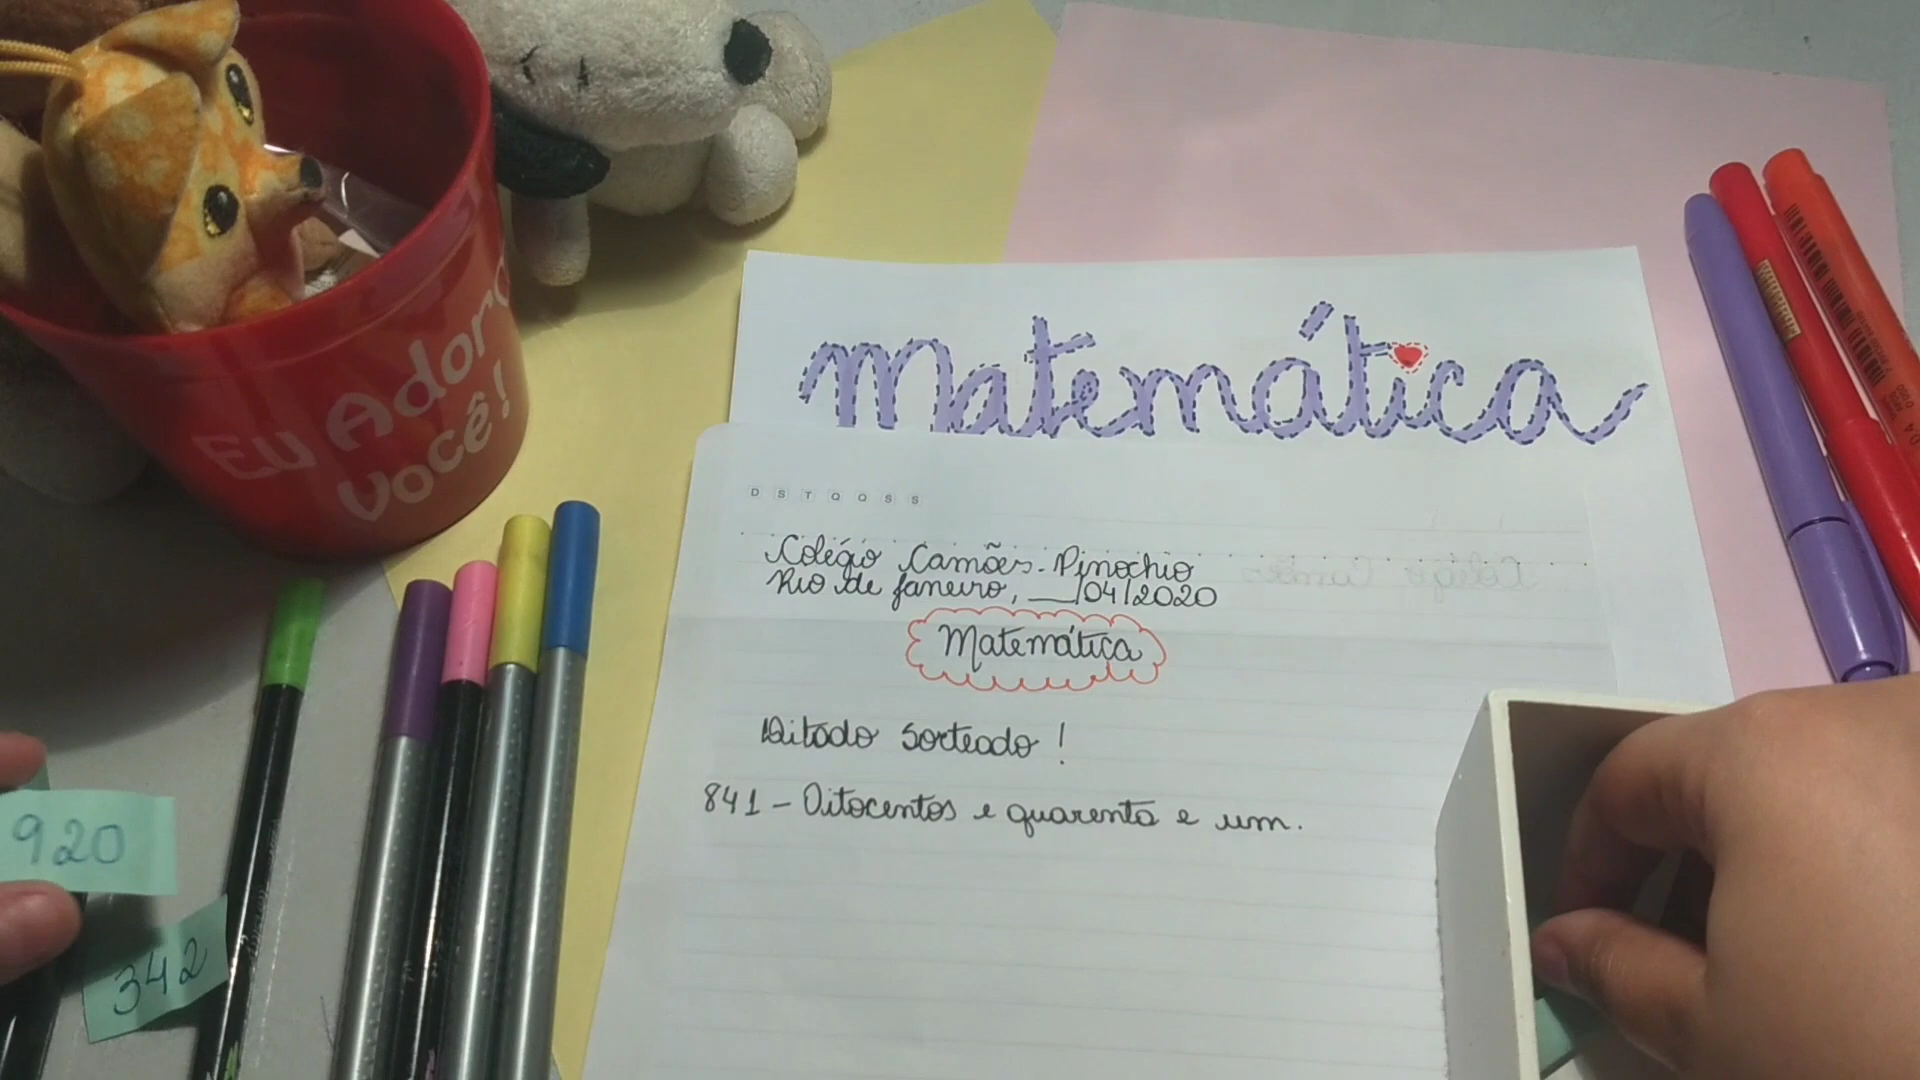 EU Adoro
você!
Matemática
D S T Q Q S S
Colégio Camões-Pinochio
Rio de Janeiro, __/04/2020
Matemática
Ditado Sorteado!
841 - Oitocentos e quarenta e um.
920
342